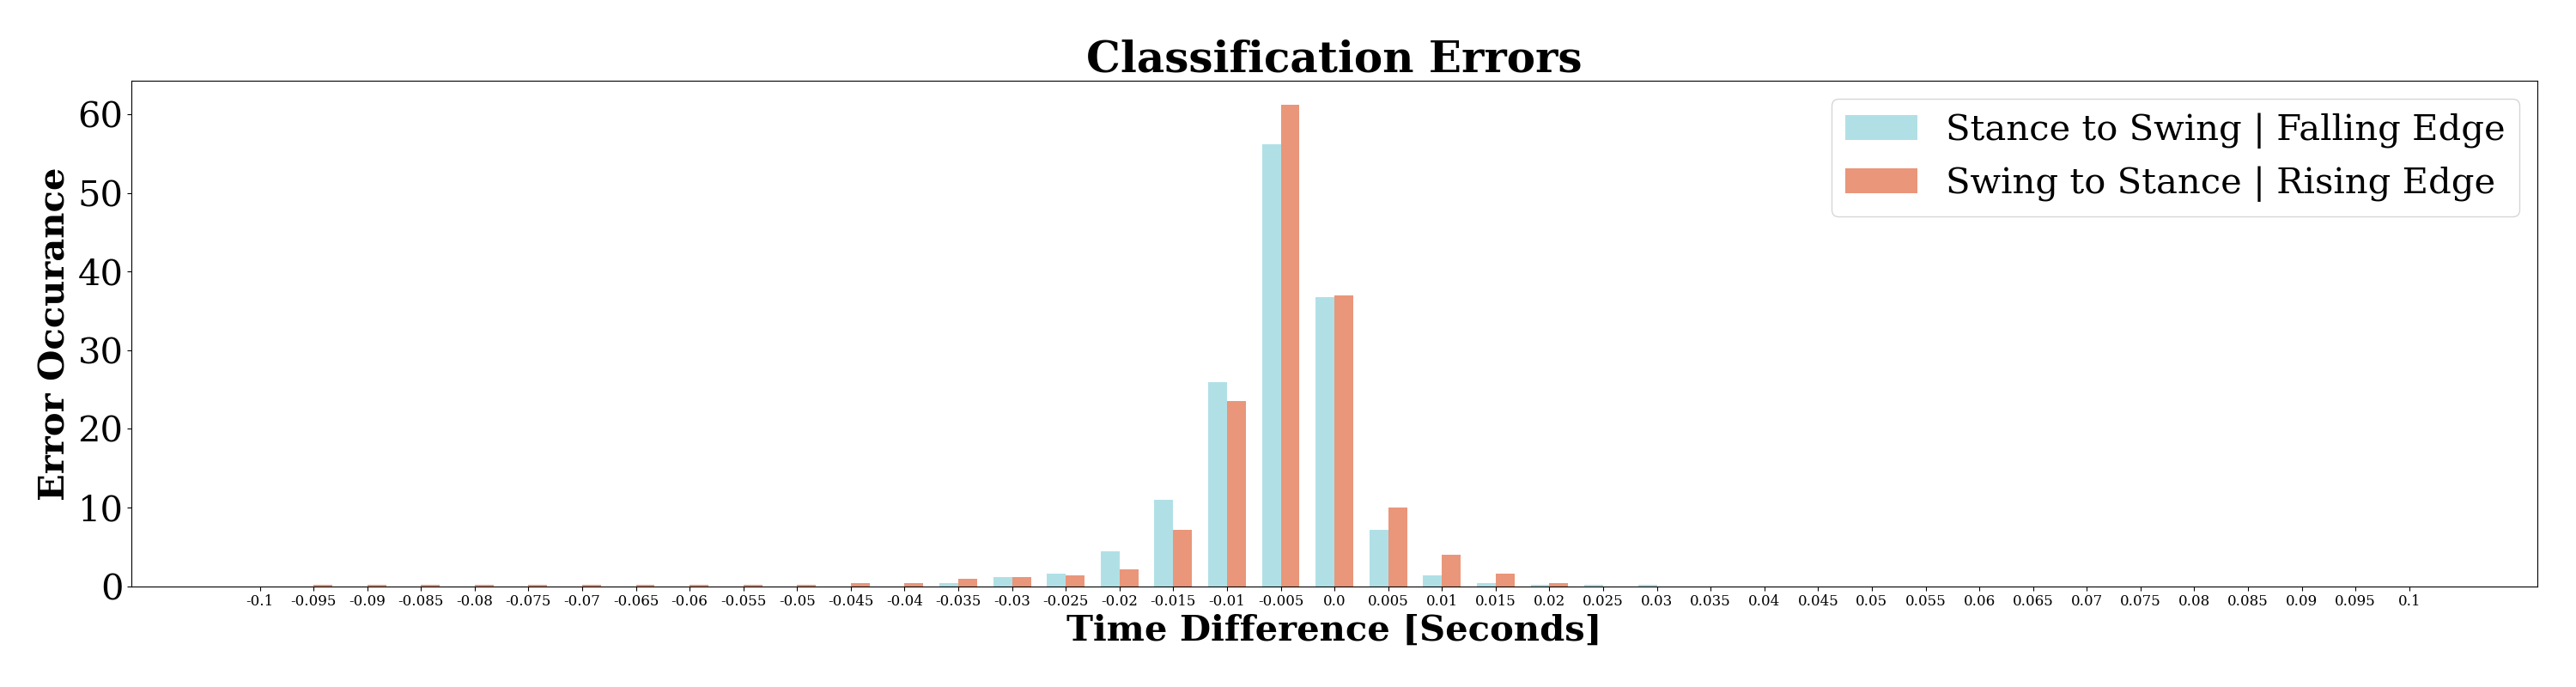 Classification Errors
Stance to Swing | Falling Edge
Swing to Stance | Rising Edge
Error Occurance
60
50
40
30
20
10
0
-0.1 -0.095 -0.09 -0.085 -0.08 -0.075 -0.07 -0.065 -0.06 -0.055 -0.05 -0.045 -0.04 -0.035 -0.03 -0.025 -0.02 -0.015 -0.01 -0.005 0.0 0.005 0.01 0.015 0.02 0.025 0.03 0.035 0.04 0.045 0.05 0.055 0.06 0.065 0.07 0.075 0.08 0.085 0.09 0.095 0.1
Time Difference [Seconds]